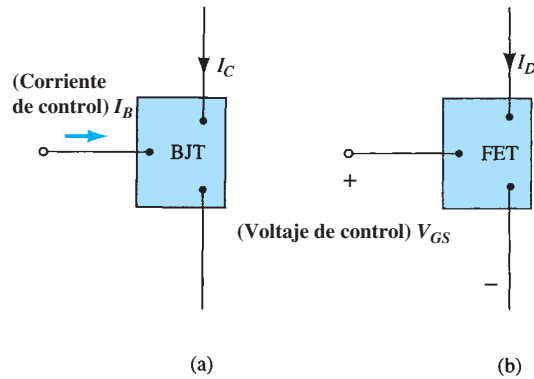 I_C
(Corriente
de control) I_B
BJT
I_D
FET
+
(Voltaje de control) V_GS
−
(a)
(b)